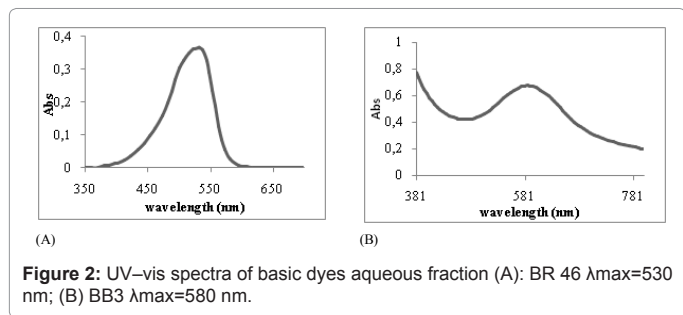 0,4
0,3
0,2
0,1
0
Abs
350 450 550 650
wavelength (nm)
(A)
1
0,8
0,6
0,4
0,2
0
Abs
381 581 781
wavelength (nm)
(B)
Figure 2: UV–vis spectra of basic dyes aqueous fraction (A): BR 46 λmax=530
nm; (B) BB3 λmax=580 nm.